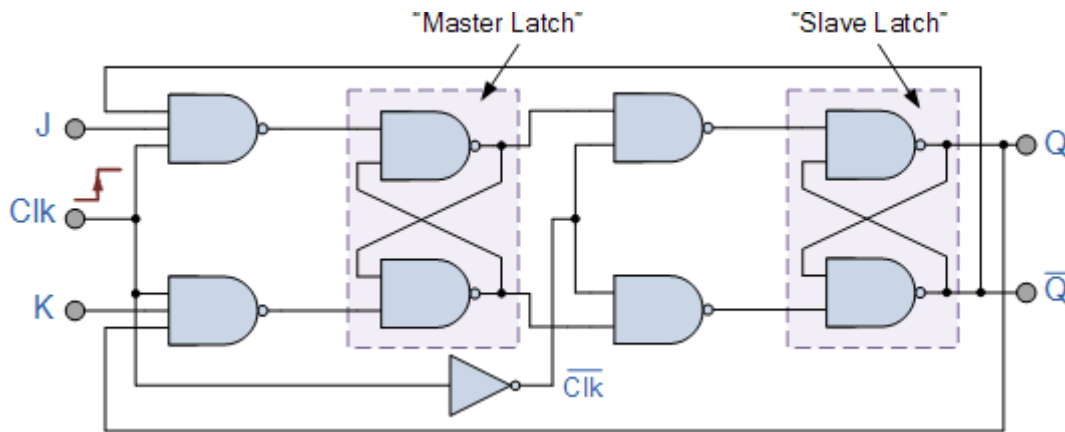 "Master Latch"
"Slave Latch"
J
Q
Clk
K
Q̅
C̅l̅k̅